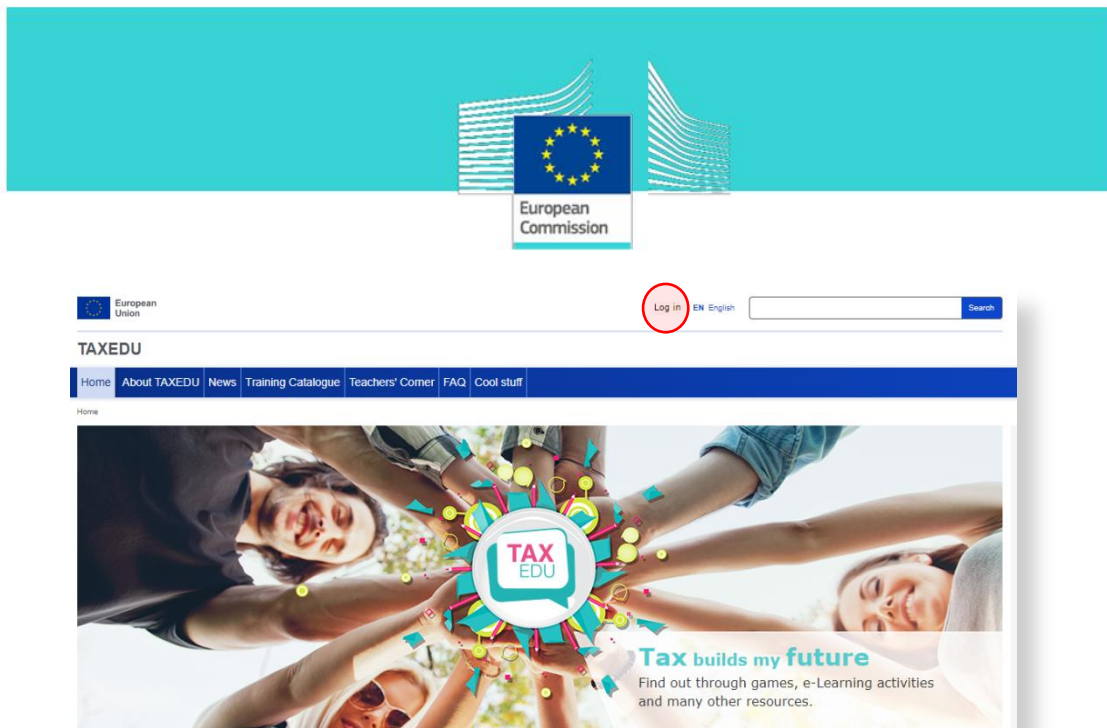 European
Commission
European
Union
Log in EN English Search
TAXEDU
Home About TAXEDU News Training Catalogue Teachers' Corner FAQ Cool stuff
Home
TAX
EDU
Tax builds my future
Find out through games, e-Learning activities
and many other resources.